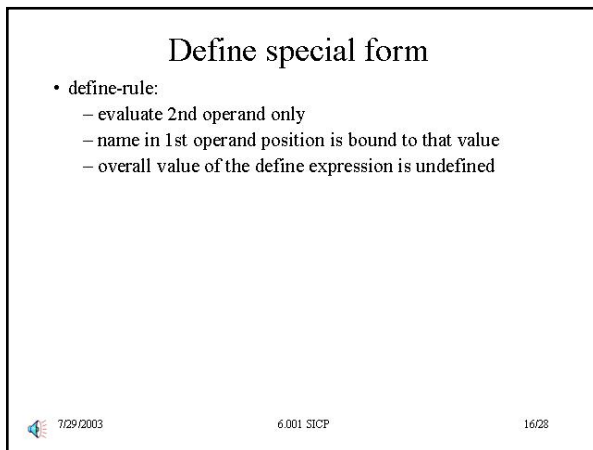 Define special form
• define-rule:
– evaluate 2nd operand only
– name in 1st operand position is bound to that value
– overall value of the define expression is undefined
7/29/2003 6.001 SICP 16/28